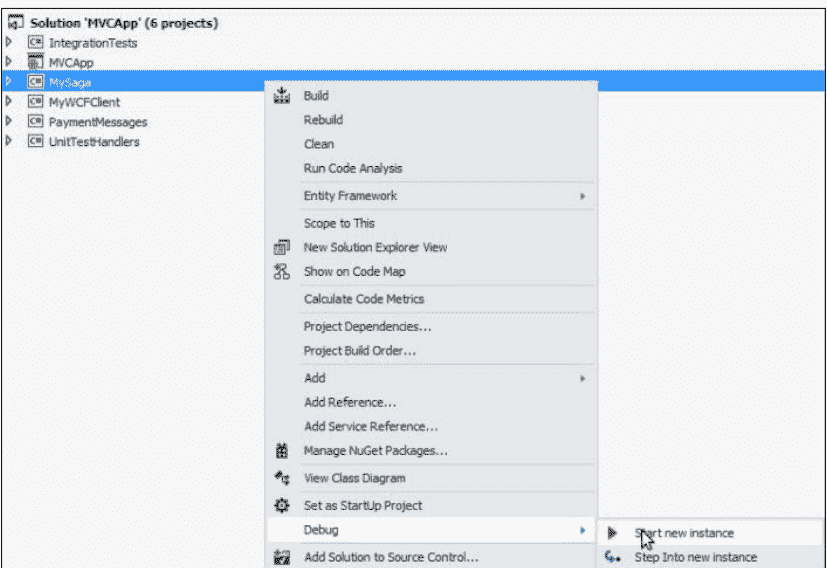 Solution 'MVCApp' (6 projects)
C# IntegrationTests
MVCApp
C# MySaga
C# MyWCFClient
C# PaymentMessages
C# UnitTestHandlers
Build
Rebuild
Clean
Run Code Analysis
Entity Framework
Scope to This
New Solution Explorer View
Show on Code Map
Calculate Code Metrics
Project Dependencies...
Project Build Order...
Add
Add Reference...
Add Service Reference...
Manage NuGet Packages...
View Class Diagram
Set as StartUp Project
Debug
Start new instance
Add Solution to Source Control...
Step Into new instance